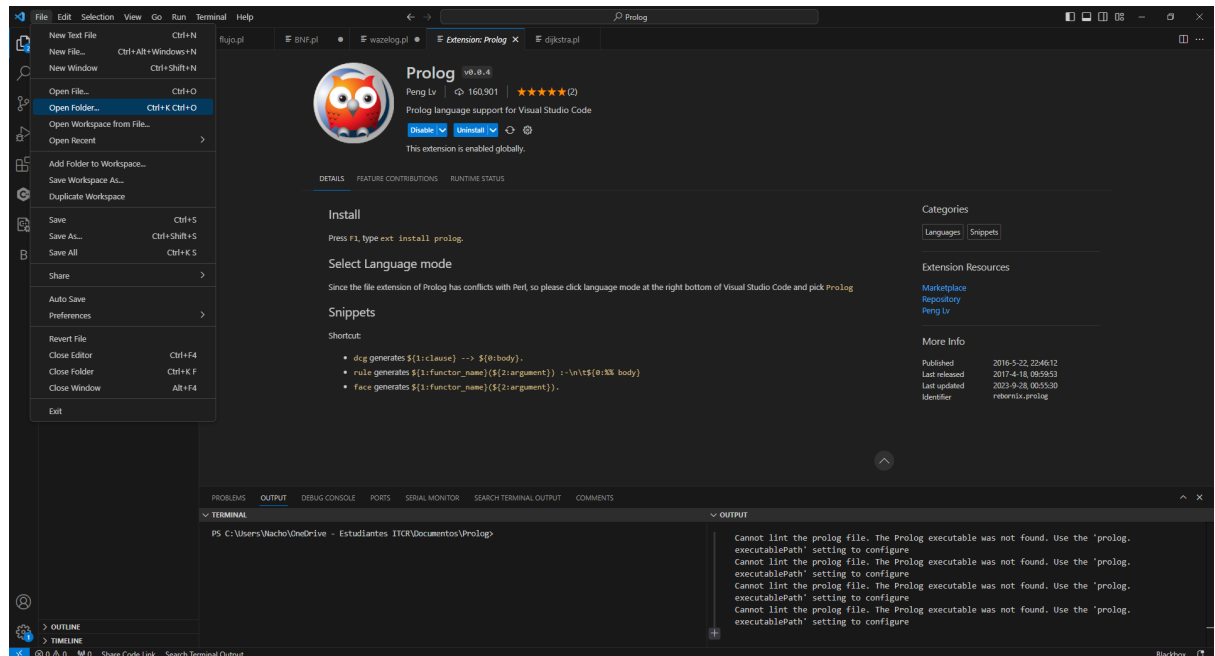 File Edit Selection View Go Run Terminal Help
Prolog
New Text File Ctrl+N
New File... Ctrl+Alt+Windows+N
New Window Ctrl+Shift+N
Open File... Ctrl+O
Open Folder... Ctrl+K Ctrl+O
Open Workspace from File...
Open Recent
Add Folder to Workspace...
Save Workspace As...
Duplicate Workspace
Save Ctrl+S
Save As... Ctrl+Shift+S
Save All Ctrl+K S
Share
Auto Save
Preferences
Revert File
Close Editor Ctrl+F4
Close Folder Ctrl+K F
Close Window Alt+F4
Exit
flujo.pl BNF.pl wazelog.pl Extension: Prolog dijkstra.pl
Prolog v0.0.4
Peng Lv 160,901 (2)
Prolog language support for Visual Studio Code
Disable Uninstall
This extension is enabled globally.
DETAILS FEATURE CONTRIBUTIONS RUNTIME STATUS
Install
Press F1, type ext install prolog.
Select Language mode
Since the file extension of Prolog has conflicts with Perl, so please click language mode at the right bottom of Visual Studio Code and pick Prolog
Snippets
Shortcut:
• dcg generates ${1:clause} --> ${0:body}.
• rule generates ${1:functor_name}(${2:argument}) :-\n\t${0:%% body}
• face generates ${1:functor_name}(${2:argument}).
Categories
Languages Snippets
Extension Resources
Marketplace
Repository
Peng Lv
More Info
Published 2016-5-22, 22:46:12
Last released 2017-4-18, 09:59:53
Last updated 2023-9-28, 00:55:30
Identifier rebornix.prolog
PROBLEMS OUTPUT DEBUG CONSOLE PORTS SERIAL MONITOR SEARCH TERMINAL OUTPUT COMMENTS
TERMINAL
PS C:\Users\Nacho\OneDrive - Estudiantes ITCR\Documentos\Prolog>
OUTPUT
Cannot lint the prolog file. The Prolog executable was not found. Use the 'prolog.
executablePath' setting to configure
Cannot lint the prolog file. The Prolog executable was not found. Use the 'prolog.
executablePath' setting to configure
Cannot lint the prolog file. The Prolog executable was not found. Use the 'prolog.
executablePath' setting to configure
Cannot lint the prolog file. The Prolog executable was not found. Use the 'prolog.
executablePath' setting to configure
OUTLINE
TIMELINE
0 0 0 Share Code Link Search Terminal Output Blackbox